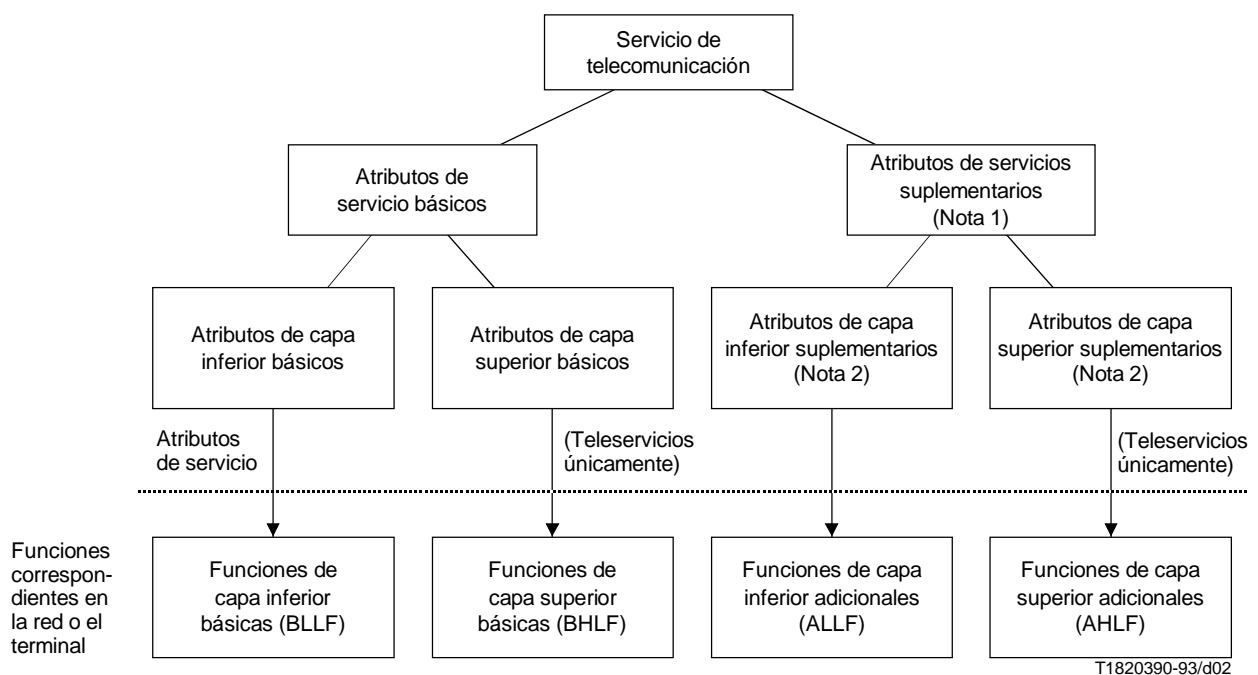 Servicio de
telecomunicación
Atributos de
servicio básicos
Atributos de servicios
suplementarios
(Nota 1)
Atributos de capa
inferior básicos
Atributos de capa
superior básicos
Atributos de capa
inferior suplementarios
(Nota 2)
Atributos de capa
superior suplementarios
(Nota 2)
Atributos
de servicio
(Teleservicios
únicamente)
(Teleservicios
únicamente)
Funciones
correspon-
dientes en
la red o el
terminal
Funciones de
capa inferior
básicas (BLLF)
Funciones de
capa superior
básicas (BHLF)
Funciones de capa
inferior adicionales
(ALLF)
Funciones de capa
superior adicionales
(AHLF)
T1820390-93/d02